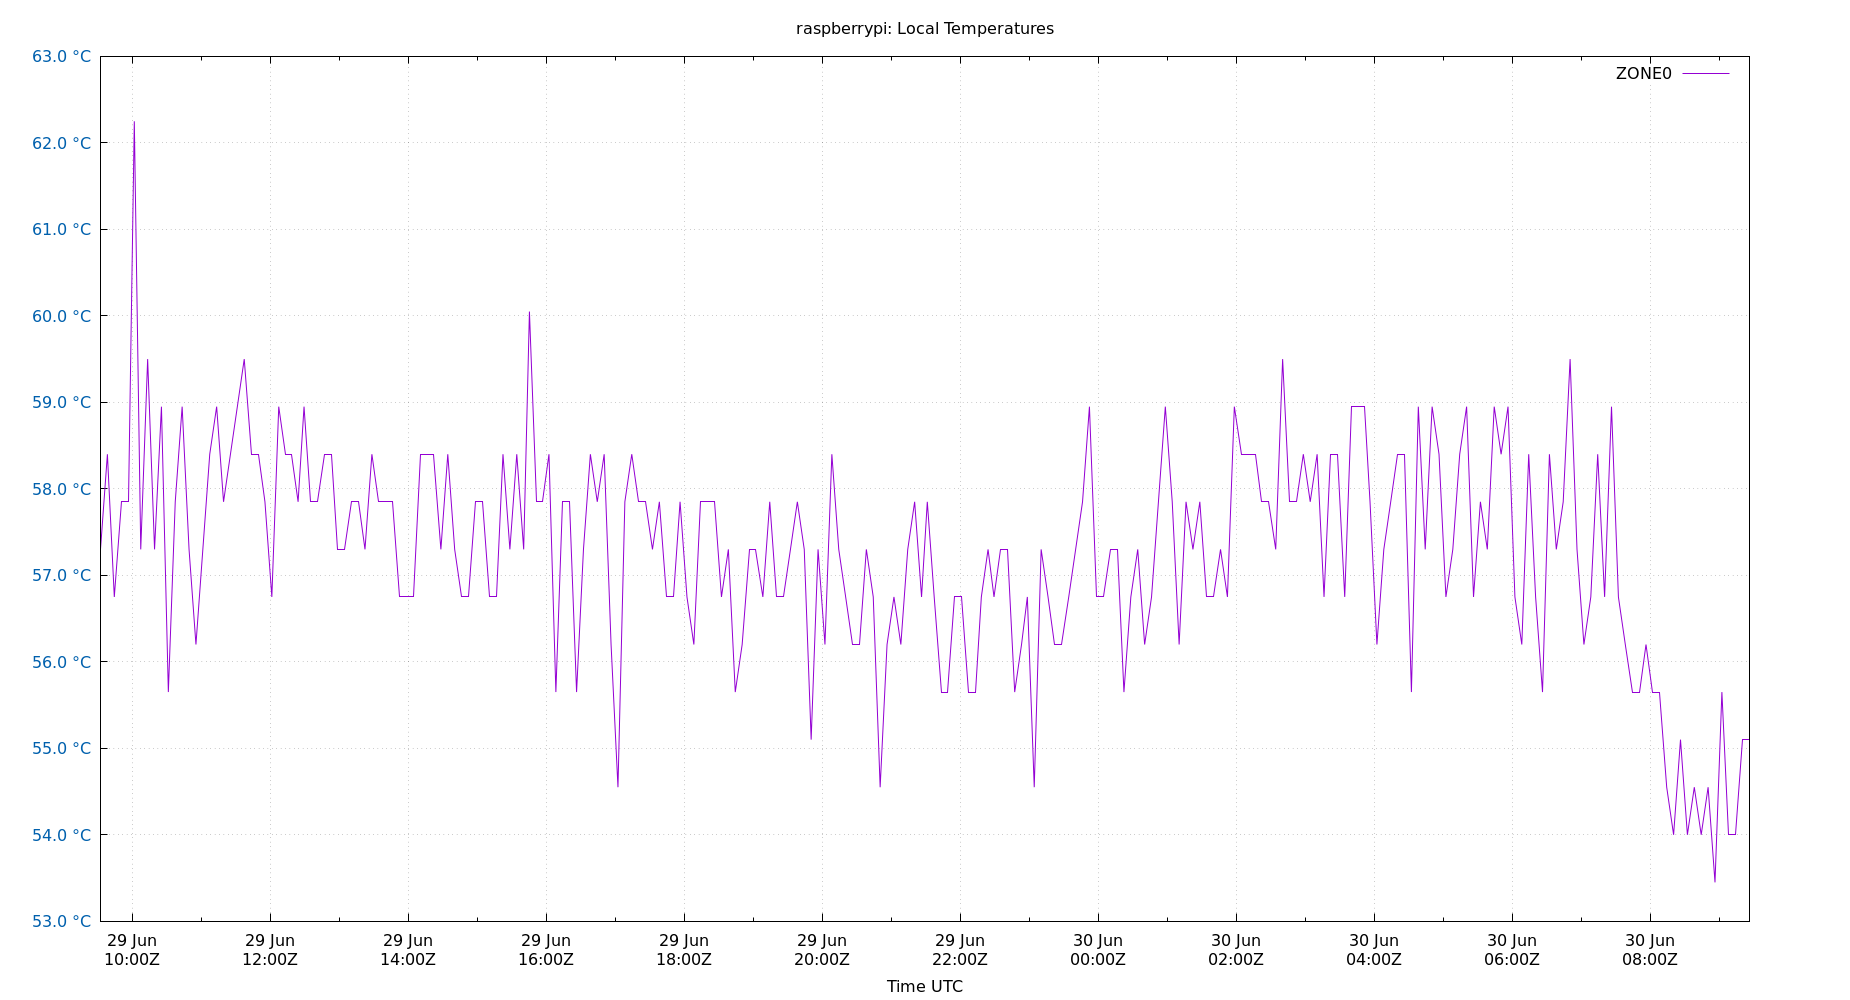 raspberrypi: Local Temperatures
63.0 °C
ZONE0
62.0 °C
61.0 °C
60.0 °C
59.0 °C
58.0 °C
57.0 °C
56.0 °C
55.0 °C
54.0 °C
53.0 °C
29 Jun 29 Jun 29 Jun 29 Jun 29 Jun 29 Jun 29 Jun 30 Jun 30 Jun 30 Jun 30 Jun 30 Jun
10:00Z 12:00Z 14:00Z 16:00Z 18:00Z 20:00Z 22:00Z 00:00Z 02:00Z 04:00Z 06:00Z 08:00Z
Time UTC